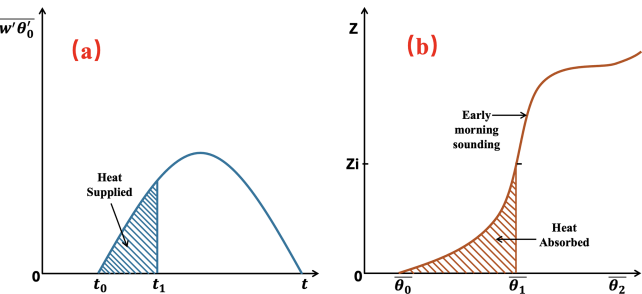 w′θ′₀
(a)
Heat
Supplied
0
t₀
t₁
t
(b)
Z
Early
morning
sounding
Zi
Heat
Absorbed
0
θ₀
θ₁
θ₂